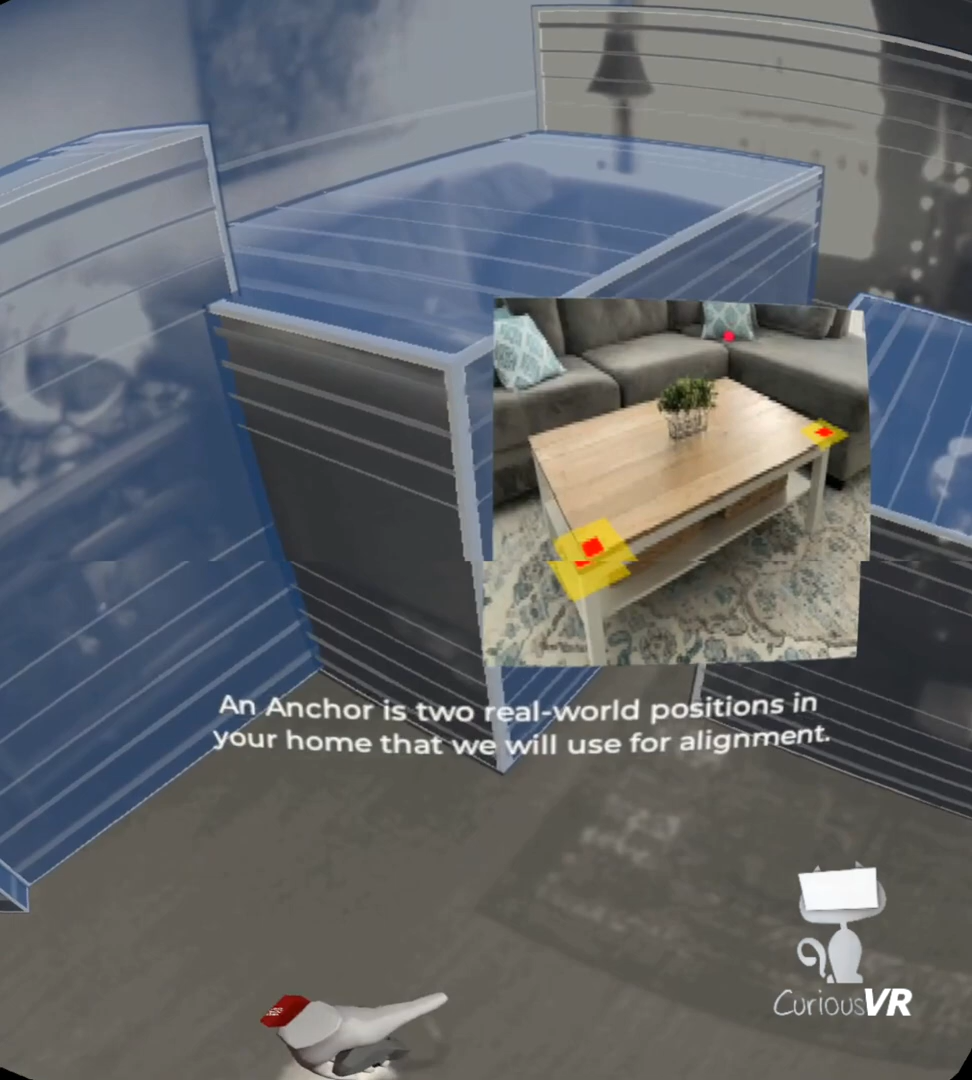 An Anchor is two real-world positions in
your home that we will use for alignment.
CuriousVR